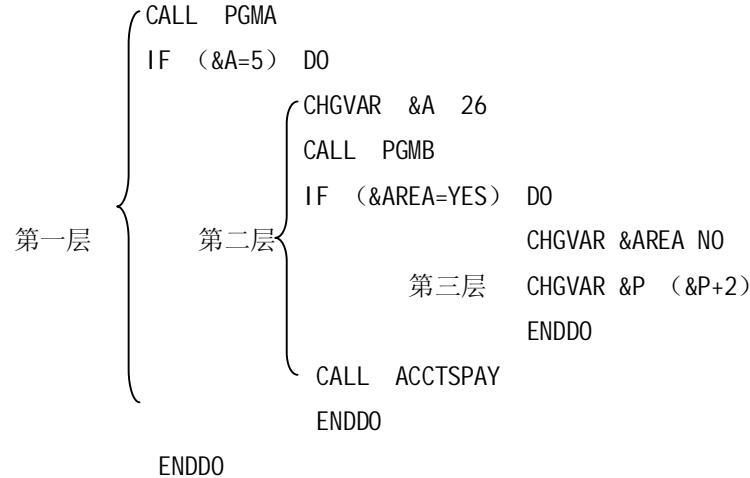 CALL PGMA
IF （&A=5） DO
CHGVAR &A 26
CALL PGMB
IF （&AREA=YES） DO
第一层 第二层 CHGVAR &AREA NO
第三层 CHGVAR &P （&P+2）
ENDDO
CALL ACCTSPAY
ENDDO
ENDDO